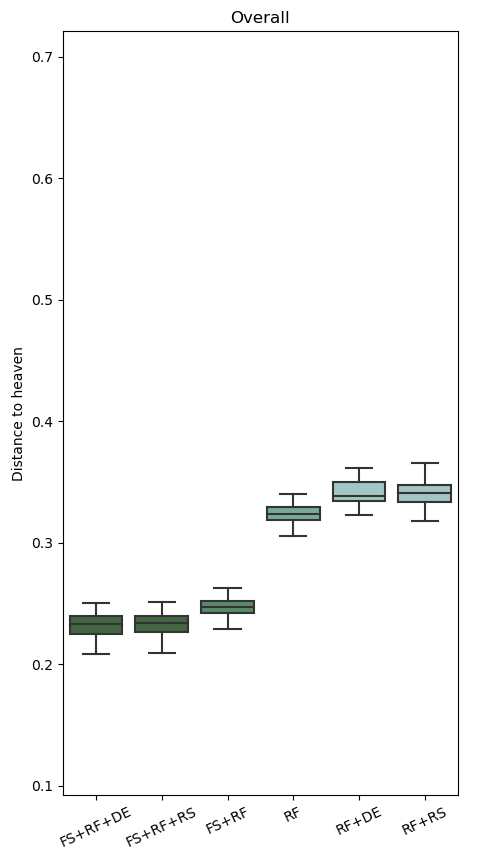 Overall
Distance to heaven
0.7
0.6
0.5
0.4
0.3
0.2
0.1
FS+RF+DE
FS+RF+RS
FS+RF
RF
RF+DE
RF+RS